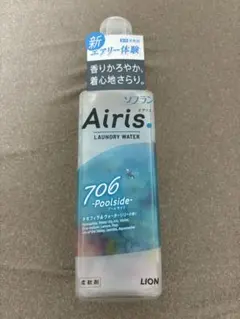 新
エアリー体験
香りかろやか、
着心地さらり。
ソフラン
Airis.
LAUNDRY WATER
706
-Poolside-
柔軟剤
LION